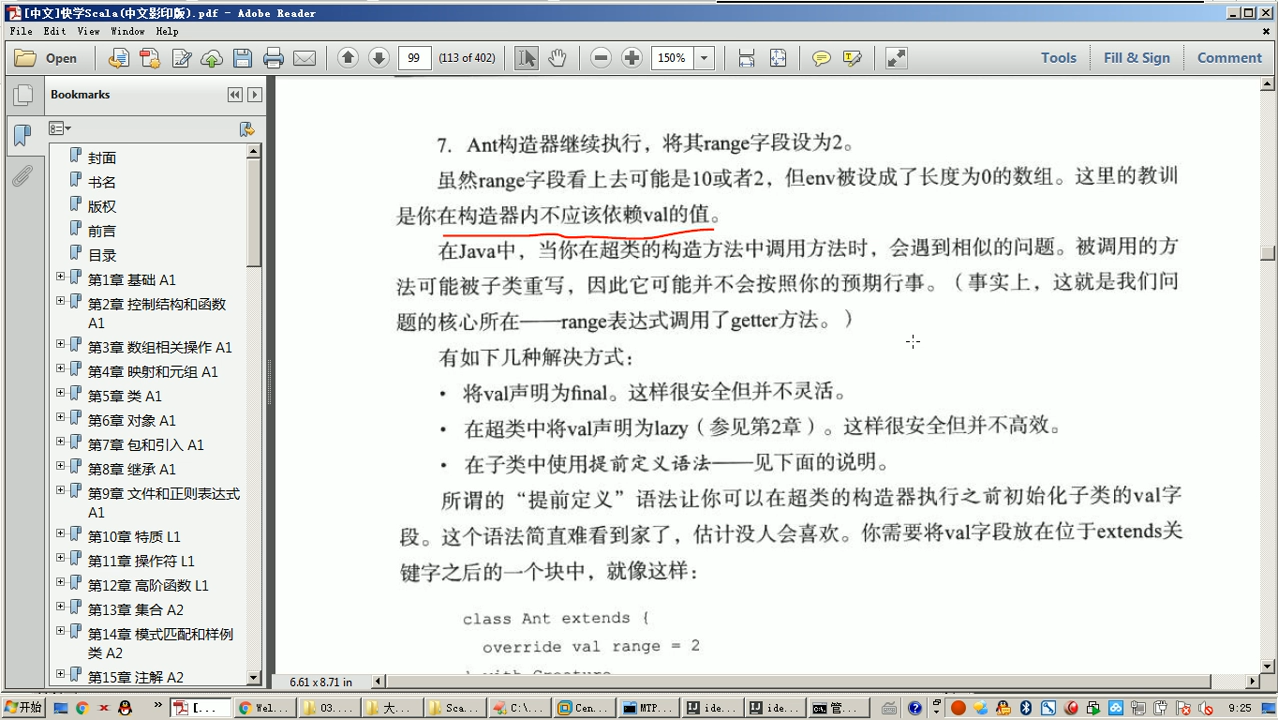 [中文]快学Scala(中文影印版).pdf - Adobe Reader
File Edit View Window Help
Open
99
(113 of 402)
150%
Tools
Fill & Sign
Comment
Bookmarks
封面
书名
版权
前言
目录
第1章 基础 A1
第2章 控制结构和函数
A1
第3章 数组相关操作 A1
第4章 映射和元组 A1
第5章 类 A1
第6章 对象 A1
第7章 包和引入 A1
第8章 继承 A1
第9章 文件和正则表达式
A1
第10章 特质 L1
第11章 操作符 L1
第12章 高阶函数 L1
第13章 集合 A2
第14章 模式匹配和样例
类 A2
第15章 注解 A2
7. Ant构造器继续执行，将其range字段设为2。
虽然range字段看上去可能是10或者2，但env被设成了长度为0的数组。这里的教训
是你在构造器内不应该依赖val的值。
在Java中，当你在超类的构造方法中调用方法时，会遇到相似的问题。被调用的方
法可能被子类重写，因此它可能并不会按照你的预期行事。（事实上，这就是我们问
题的核心所在——range表达式调用了getter方法。）
有如下几种解决方式：
• 将val声明为final。这样很安全但并不灵活。
• 在超类中将val声明为lazy（参见第2章）。这样很安全但并不高效。
• 在子类中使用提前定义语法——见下面的说明。
所谓的“提前定义”语法让你可以在超类的构造器执行之前初始化子类的val字
段。这个语法简直难看到家了，估计没人会喜欢。你需要将val字段放在位于extends关
键字之后的一个块中，就像这样：
class Ant extends {
override val range = 2
} with Creature
6.61 x 8.71 in
开始
[...
Wel...
03...
大...
Sca...
C:\...
Cen...
MTP...
ide...
ide...
管...
9:25